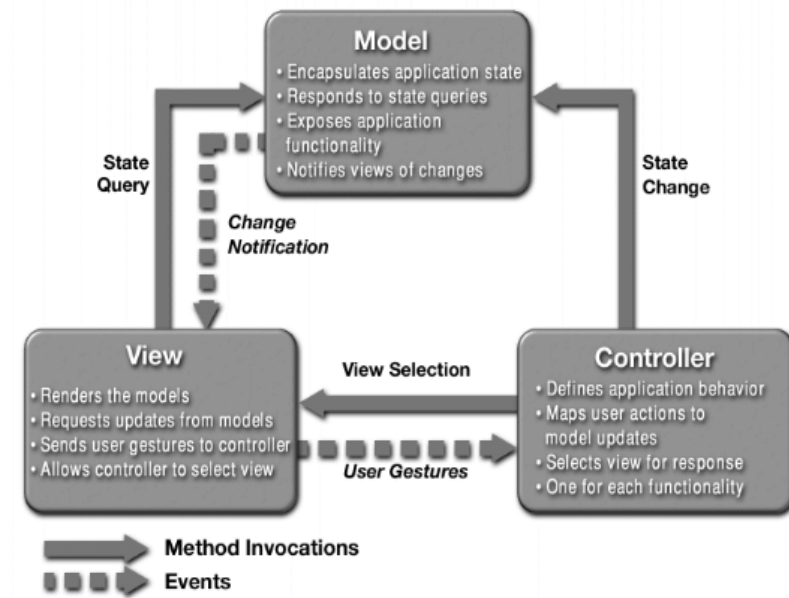 Model
• Encapsulates application state
• Responds to state queries
• Exposes application
functionality
• Notifies views of changes
State
Query
Change
Notification
State
Change
View
• Renders the models
• Requests updates from models
• Sends user gestures to controller
• Allows controller to select view
View Selection
User Gestures
Controller
• Defines application behavior
• Maps user actions to
model updates
• Selects view for response
• One for each functionality
Method Invocations
Events